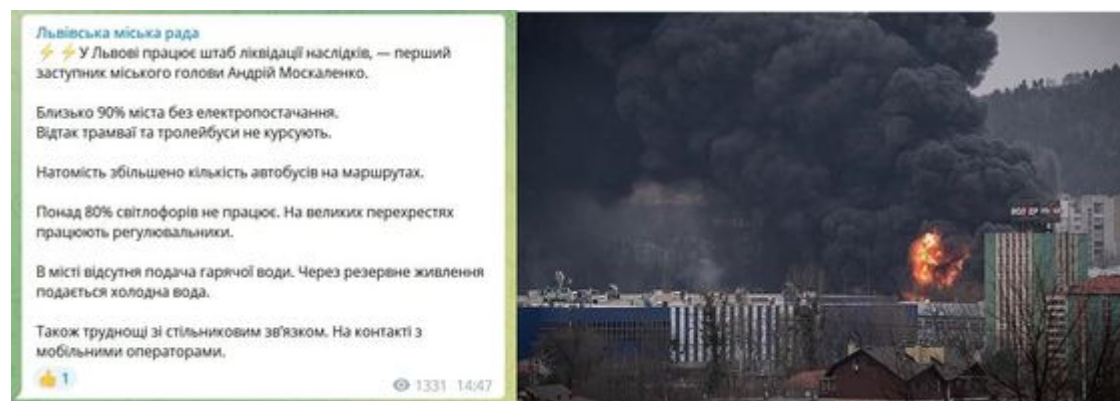 Львівська міська рада
⚡⚡У Львові працює штаб ліквідації наслідків, — перший
заступник міського голови Андрій Москаленко.
Близько 90% міста без електропостачання.
Відтак трамваї та тролейбуси не курсують.
Натомість збільшено кількість автобусів на маршрутах.
Понад 80% світлофорів не працює. На великих перехрестях
працюють регулювальники.
В місті відсутня подача гарячої води. Через резервне живлення
подається холодна вода.
Також труднощі зі стільниковим зв'язком. На контакті з
мобільними операторами.
👍 1
1331 14:47